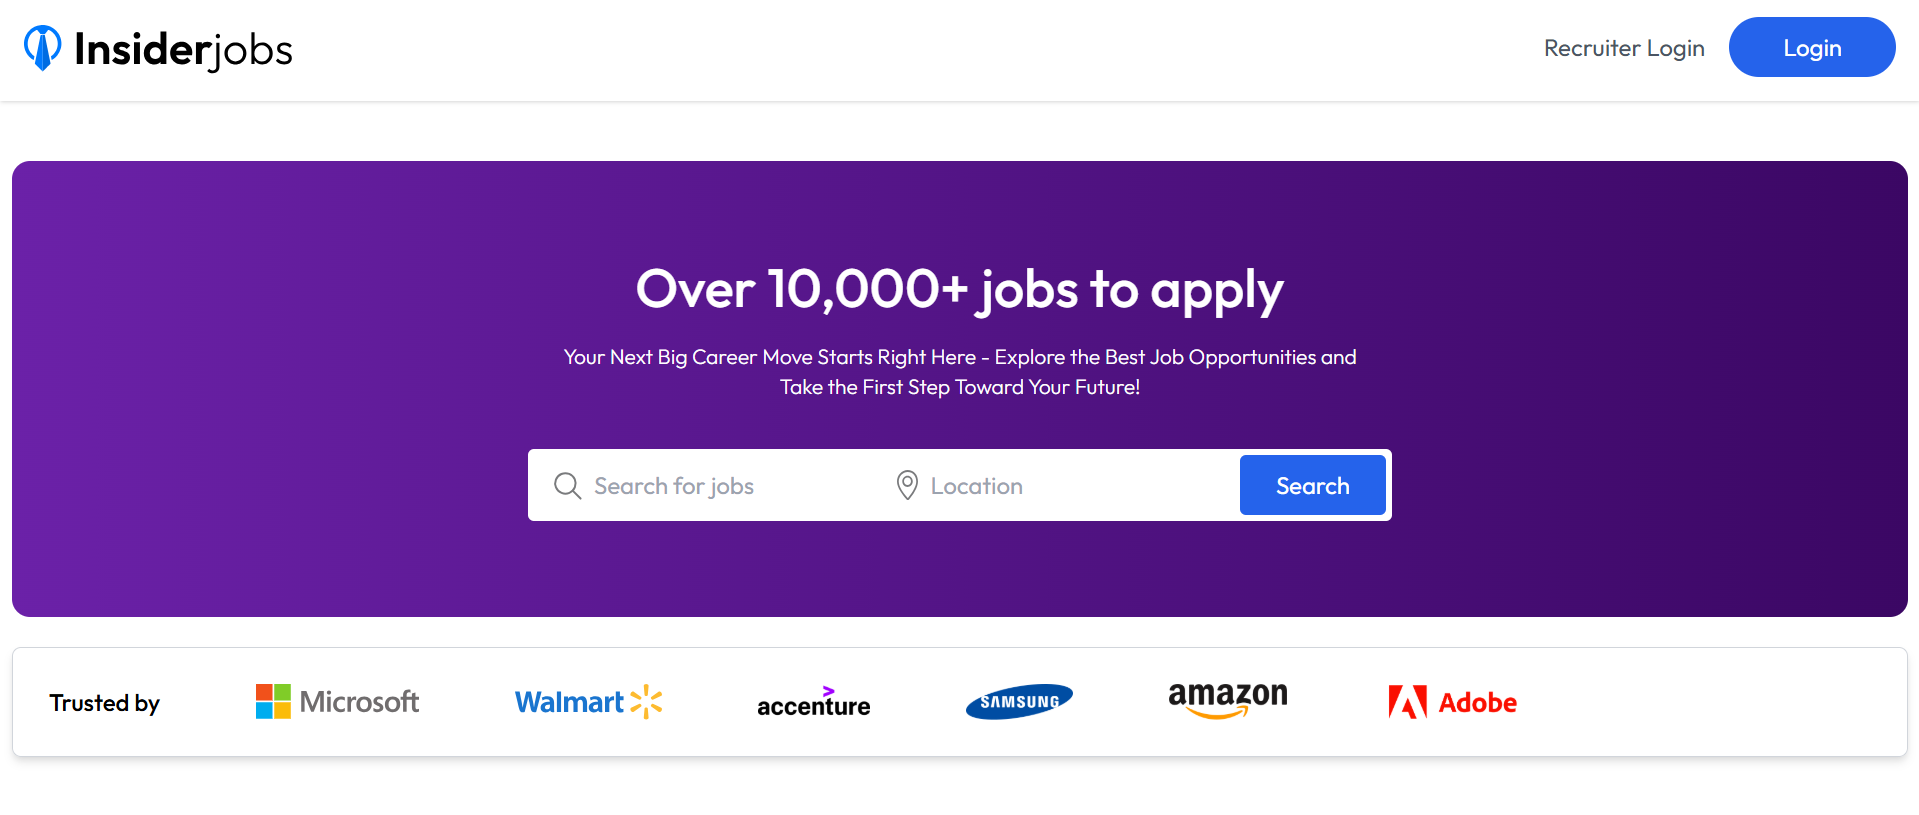 Insiderjobs
Recruiter Login
Login
Over 10,000+ jobs to apply
Your Next Big Career Move Starts Right Here - Explore the Best Job Opportunities and
Take the First Step Toward Your Future!
Search for jobs
Location
Search
Trusted by
Microsoft
Walmart
accenture
SAMSUNG
amazon
Adobe